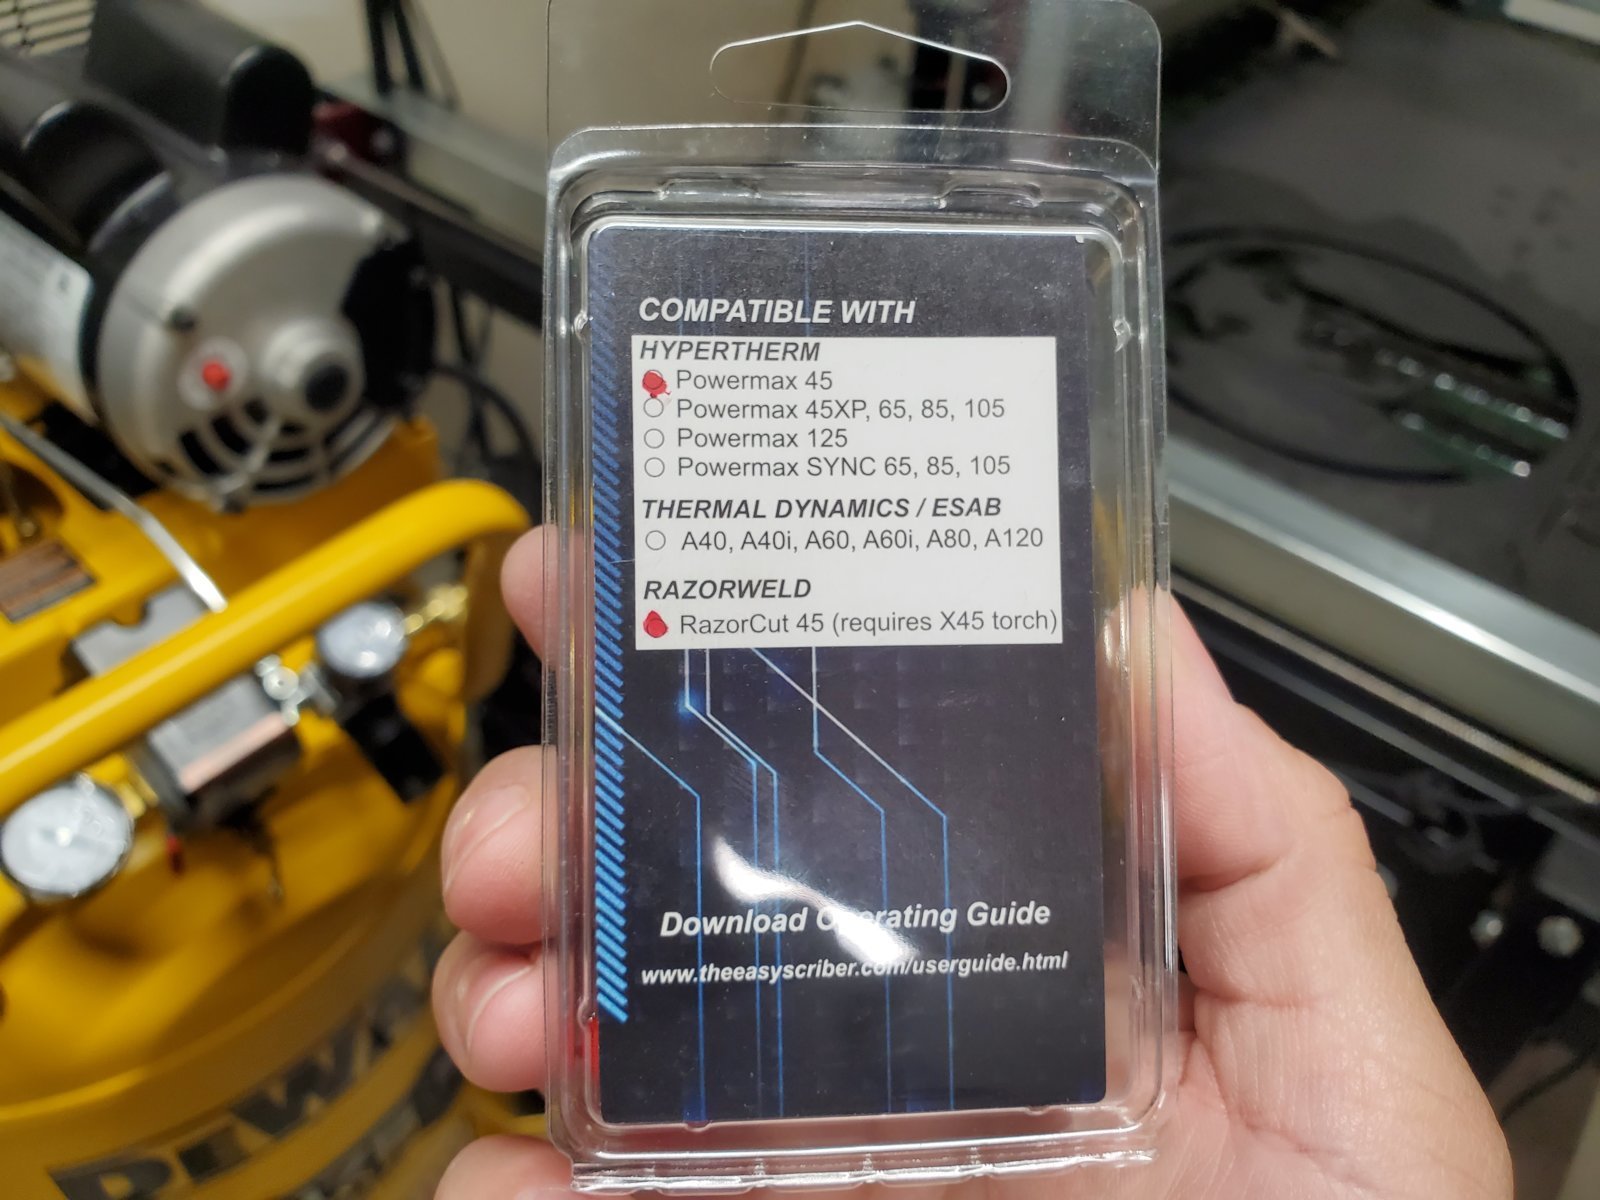 COMPATIBLE WITH
HYPERTHERM
Powermax 45
Powermax 45XP, 65, 85, 105
Powermax 125
Powermax SYNC 65, 85, 105
THERMAL DYNAMICS / ESAB
A40, A40i, A60, A60i, A80, A120
RAZORWELD
RazorCut 45 (requires X45 torch)
Download Operating Guide
www.theeasyscriber.com/userguide.html
DEWALT